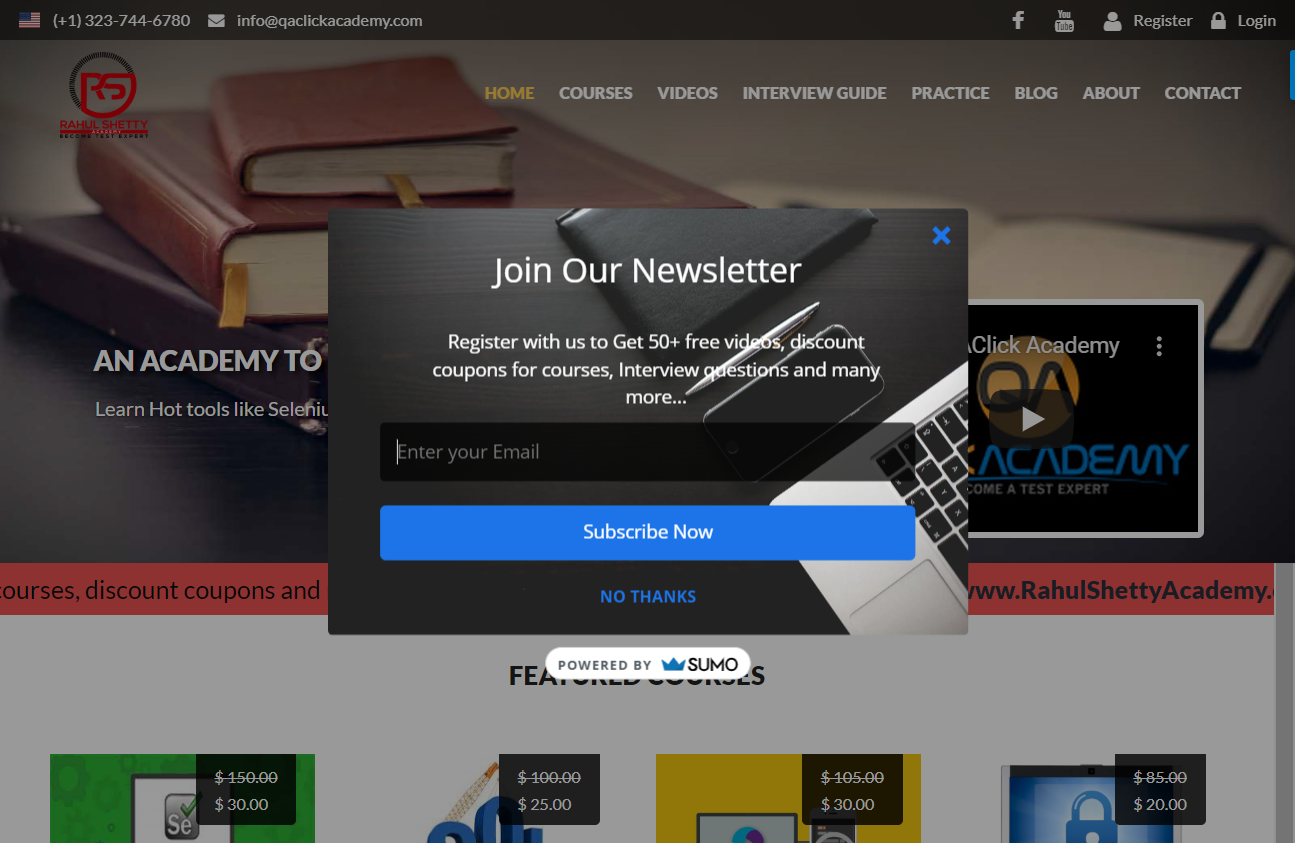 (+1) 323-744-6780 info@qaclickacademy.com You Tube Register Login
RAHUL SHETTY
ACADEMY
BECOME TEST EXPERT
HOME COURSES VIDEOS INTERVIEW GUIDE PRACTICE BLOG ABOUT CONTACT
Join Our Newsletter
Register with us to Get 50+ free videos, discount
coupons for courses, Interview questions and many
more...
Enter your Email
Subscribe Now
NO THANKS
POWERED BY SUMO
AN ACADEMY TO
Learn Hot tools like Seleniu
Click Academy
QA
K ACADEMY
COME A TEST EXPERT
courses, discount coupons and
www.RahulShettyAcademy.
FEATURED COURSES
$ 150.00
$ 30.00
Se
$ 100.00
$ 25.00
$ 105.00
$ 30.00
$ 85.00
$ 20.00